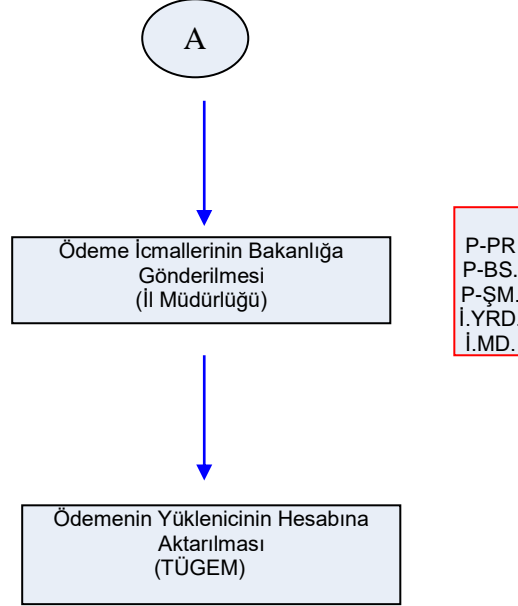 A
Ödeme İcmallerinin Bakanlığa
Gönderilmesi
(İl Müdürlüğü)
P-PR
P-BS.
P-ŞM.
İ.YRD.
İ.MD.
Ödemenin Yüklenicinin Hesabına
Aktarılması
(TÜGEM)